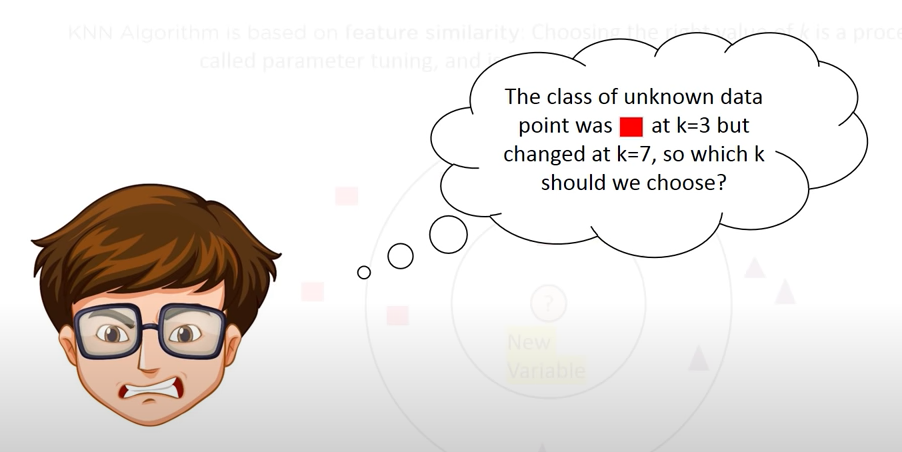 KNN Algorithm is based on feature similarity: Choosing the right value of k is a proce
called parameter tuning, and i
The class of unknown data
point was at k=3 but
changed at k=7, so which k
should we choose?
?
New
Variable